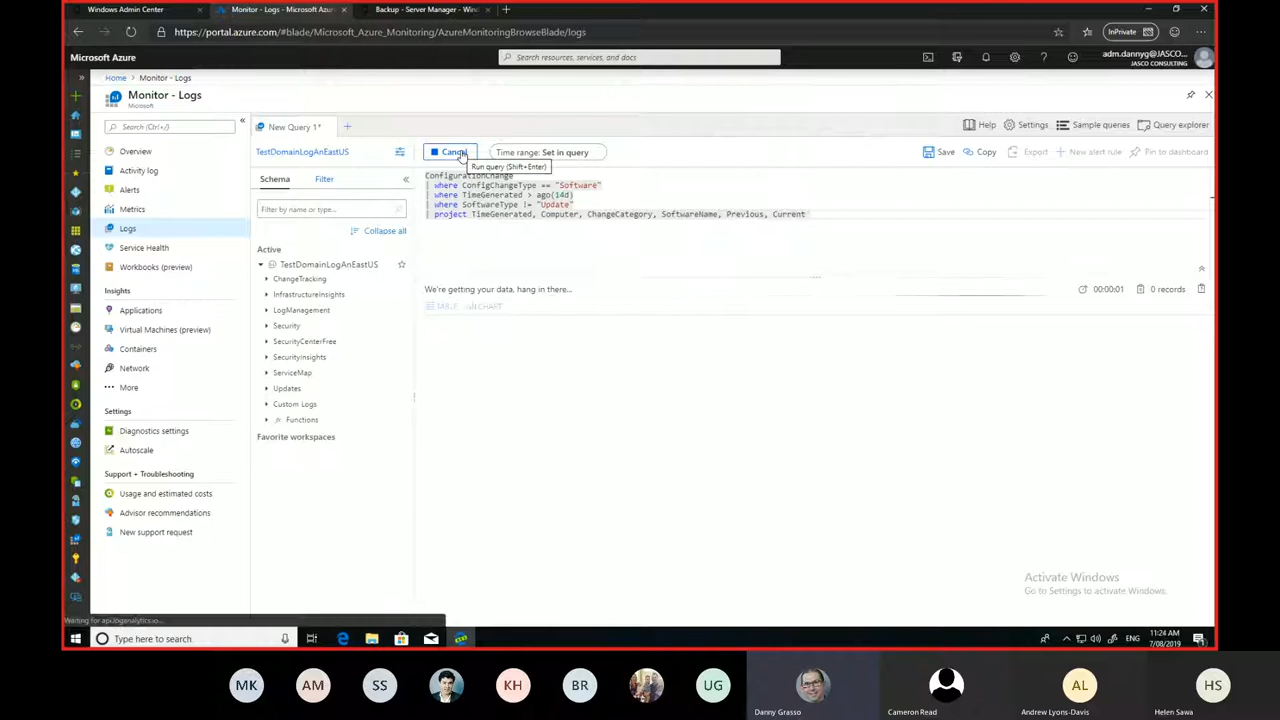 Windows Admin Center
Monitor - Logs - Microsoft Azur
Backup - Server Manager - Wind
https://portal.azure.com/#blade/Microsoft_Azure_Monitoring/AzureMonitoringBrowseBlade/logs
InPrivate
Microsoft Azure
Search resources, services, and docs
adm.dannyg@JASCO...
JASCO CONSULTING
Home > Monitor - Logs
Monitor - Logs
Microsoft
Search (Ctrl+/)
New Query 1*
Help
Settings
Sample queries
Query explorer
TestDomainLogAnEastUS
Cancel
Time range: Set in query
Save
Copy
Export
New alert rule
Pin to dashboard
Run query (Shift+Enter)
Overview
Activity log
Alerts
Metrics
Logs
Service Health
Workbooks (preview)
Insights
Applications
Virtual Machines (preview)
Containers
Network
More
Settings
Diagnostics settings
Autoscale
Support + Troubleshooting
Usage and estimated costs
Advisor recommendations
New support request
Schema
Filter
Filter by name or type...
Collapse all
Active
TestDomainLogAnEastUS
ChangeTracking
InfrastructureInsights
LogManagement
Security
SecurityCenterFree
SecurityInsights
ServiceMap
Updates
Custom Logs
fx Functions
Favorite workspaces
ConfigurationChange
| where ConfigChangeType == "Software"
| where TimeGenerated > ago(14d)
| where SoftwareType != "Update"
| project TimeGenerated, Computer, ChangeCategory, SoftwareName, Previous, Current
We're getting your data, hang in there...
00:00:01
0 records
TABLE
CHART
Activate Windows
Go to Settings to activate Windows.
Type here to search
ENG
11:24 AM
7/08/2019
MK
AM
SS
KH
BR
UG
AL
HS
Danny Grasso
Cameron Read
Andrew Lyons-Davis
Helen Sawa